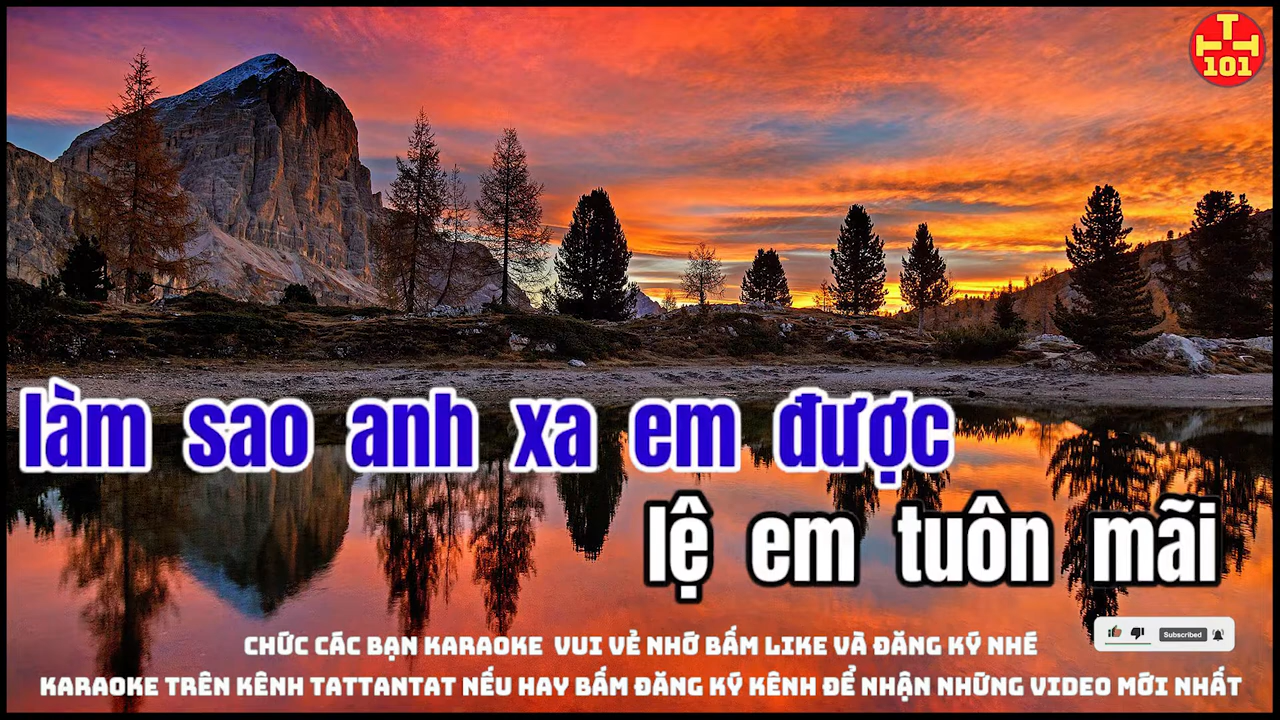 TTT
101
làm sao anh xa em được
lệ em tuôn mãi
Subscribed
CHỨC CÁC BẠN KARAOKE VUI VẺ NHỚ BẤM LIKE VÀ ĐĂNG KÝ NHÉ
KARAOKE TRÊN KÊNH TATTANTAT NẾU HAY BẤM ĐĂNG KÝ KÊNH ĐỂ NHẬN NHỮNG VIDEO MỚI NHẤT